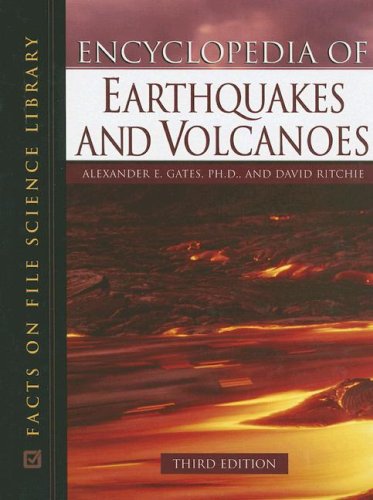 ENCYCLOPEDIA OF
EARTHQUAKES
AND VOLCANOES
ALEXANDER E. GATES, PH.D., AND DAVID RITCHIE
THIRD EDITION
FACTS ON FILE SCIENCE LIBRARY